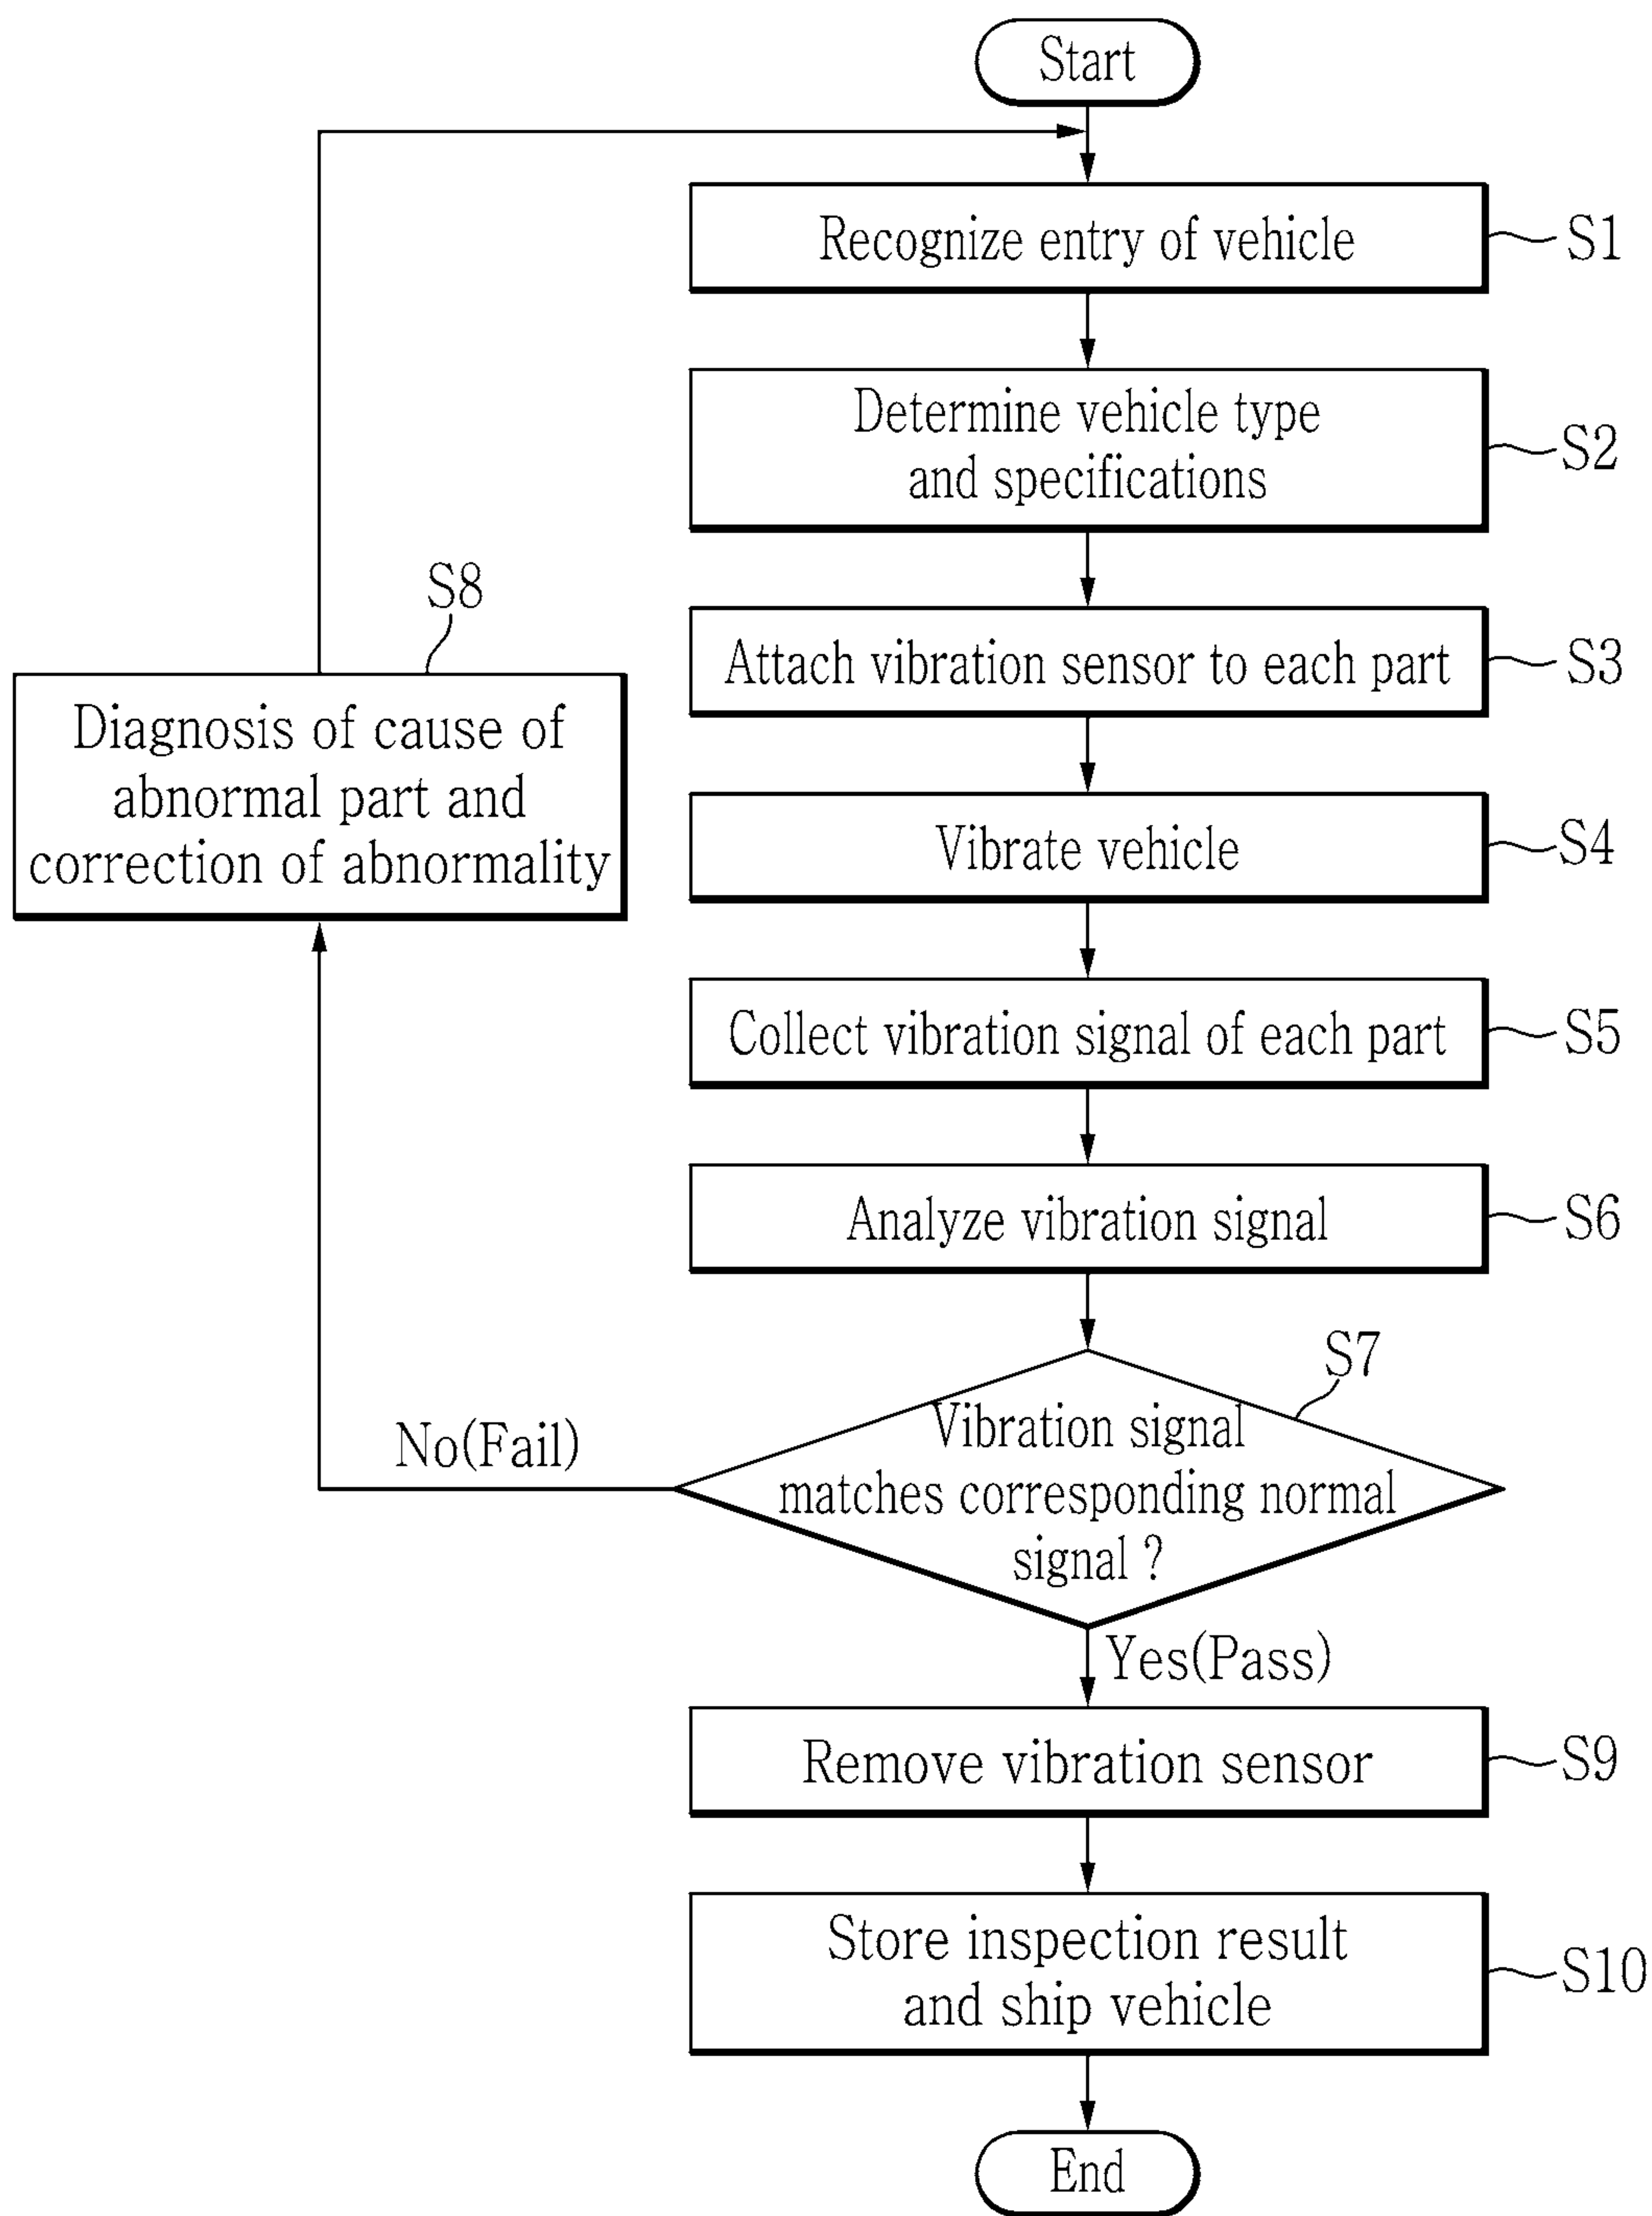 Start
Recognize entry of vehicle
S1
Determine vehicle type
and specifications
S2
Attach vibration sensor to each part
S3
S8
Diagnosis of cause of
abnormal part and
correction of abnormality
Vibrate vehicle
S4
Collect vibration signal of each part
S5
Analyze vibration signal
S6
S7
Vibration signal
matches corresponding normal
signal ?
No(Fail)
Yes(Pass)
Remove vibration sensor
S9
Store inspection result
and ship vehicle
S10
End